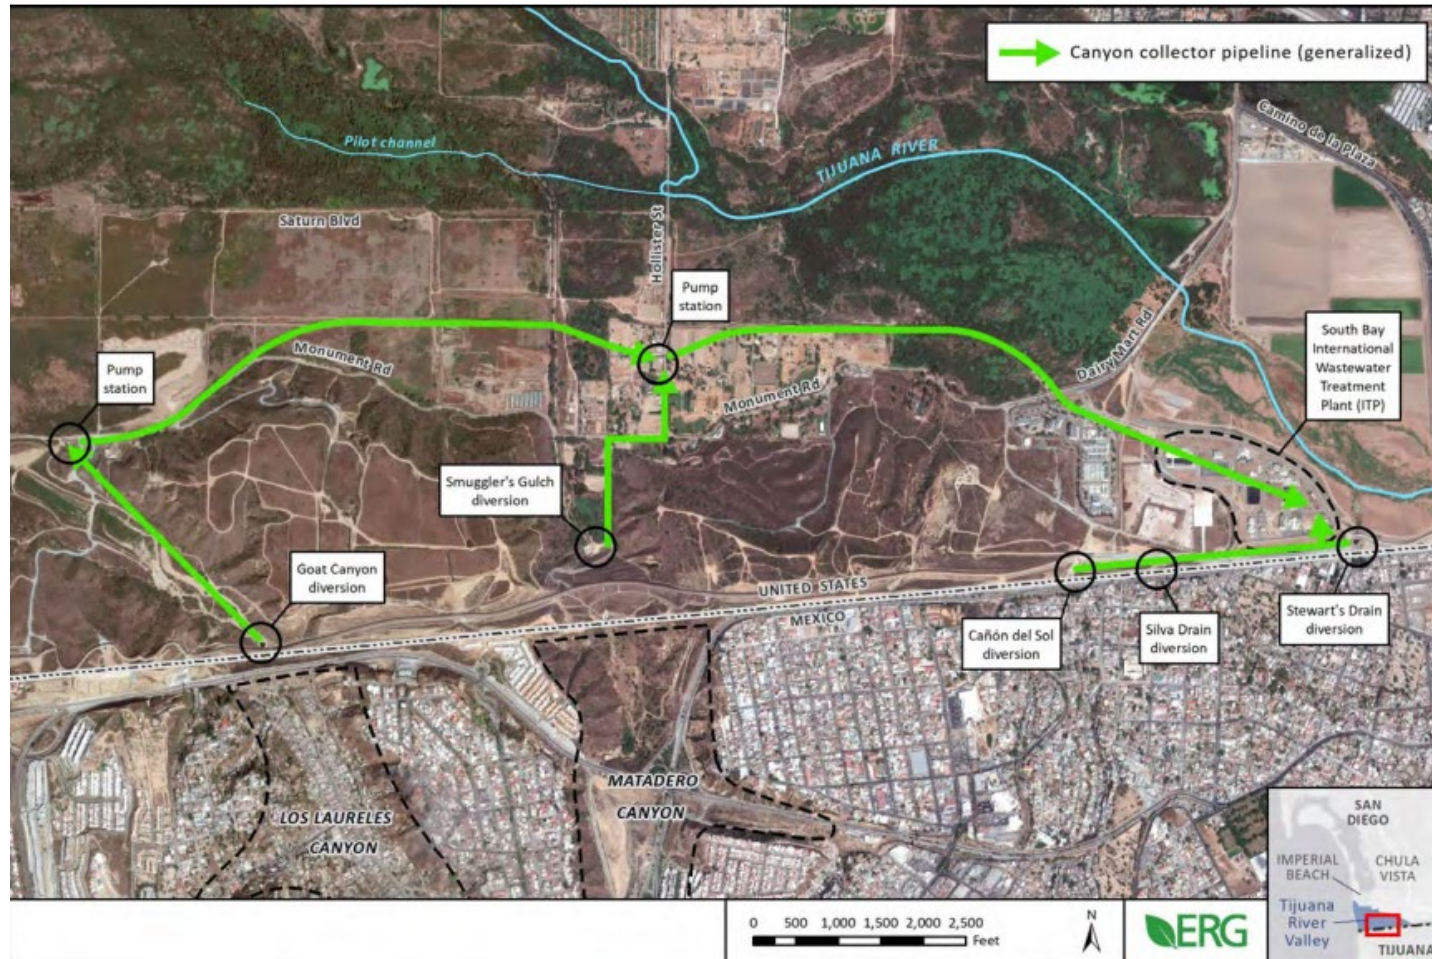 Canyon collector pipeline (generalized)
Camino de la Plaza
Pilot channel
TIJUANA RIVER
Saturn Blvd
Hollister St
Pump
station
Dairy Mart Rd
South Bay
International
Wastewater
Treatment
Plant (ITP)
Monument Rd
Pump
station
Monument Rd
Smuggler's Gulch
diversion
Goat Canyon
diversion
UNITED STATES
MEXICO
Cañón del Sol
diversion
Silva Drain
diversion
Stewart's Drain
diversion
MATADERO
CANYON
LOS LAURELES
CANYON
SAN
DIEGO
IMPERIAL
BEACH
CHULA
VISTA
Tijuana
River
Valley
TIJUANA
0 500 1,000 1,500 2,000 2,500
Feet
N
ERG